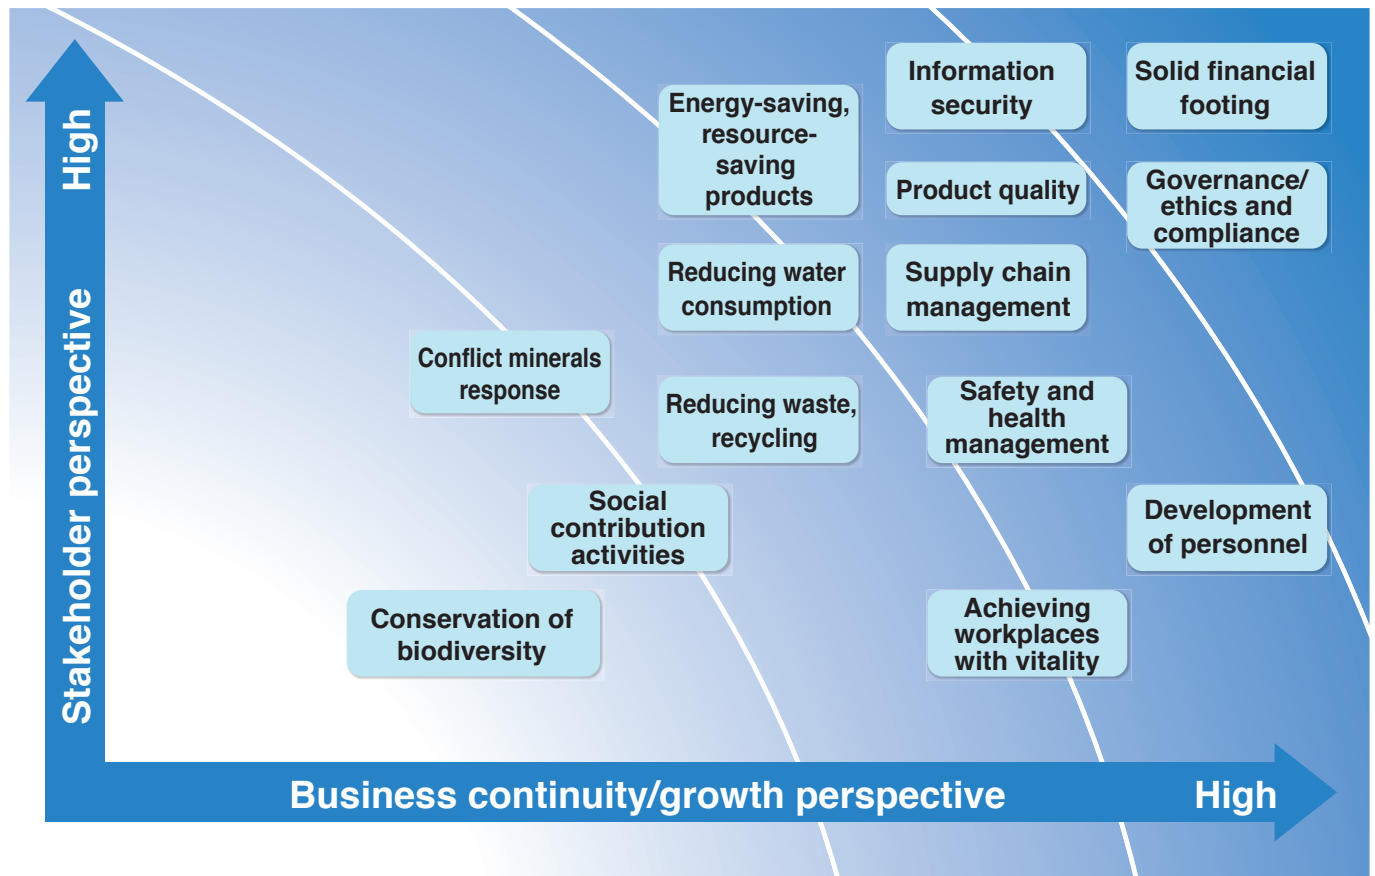 High
Stakeholder perspective
Information
security
Solid financial
footing
Energy-saving,
resource-
saving
products
Product quality
Governance/
ethics and
compliance
Reducing water
consumption
Supply chain
management
Conflict minerals
response
Reducing waste,
recycling
Safety and
health
management
Social
contribution
activities
Development
of personnel
Conservation of
biodiversity
Achieving
workplaces
with vitality
Business continuity/growth perspective
High